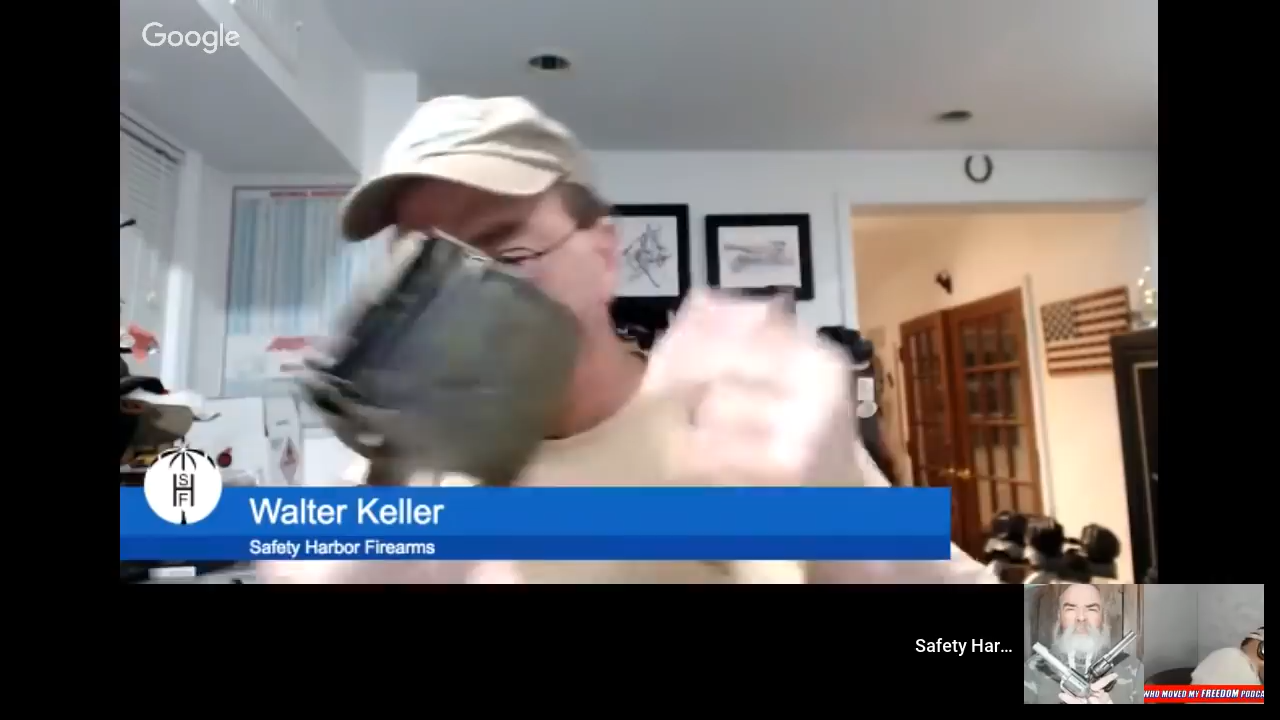 Google
S
H
F
Walter Keller
Safety Harbor Firearms
Safety Har...
WHO MOVED MY FREEDOM PODCA